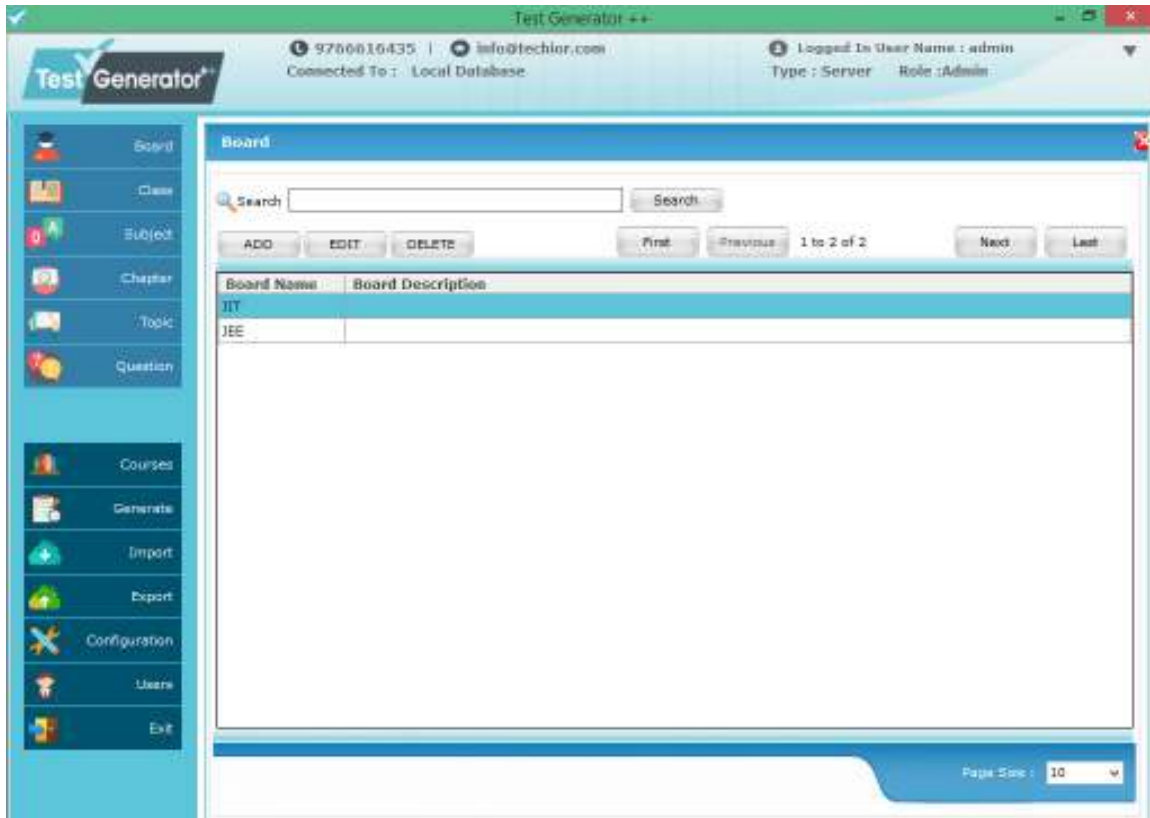 Test Generator ++
Test Generator++
9766616435 | info@techior.com
Connected To : Local Database
Logged In User Name : admin
Type : Server Role :Admin
Board
Class
Subject
Chapter
Topic
Question
Courses
Generate
Import
Export
Configuration
Users
Exit
Board
Search Search
ADD EDIT DELETE First Previous 1 to 2 of 2 Next Last
Board Name Board Description
JEE
Page Size : 10